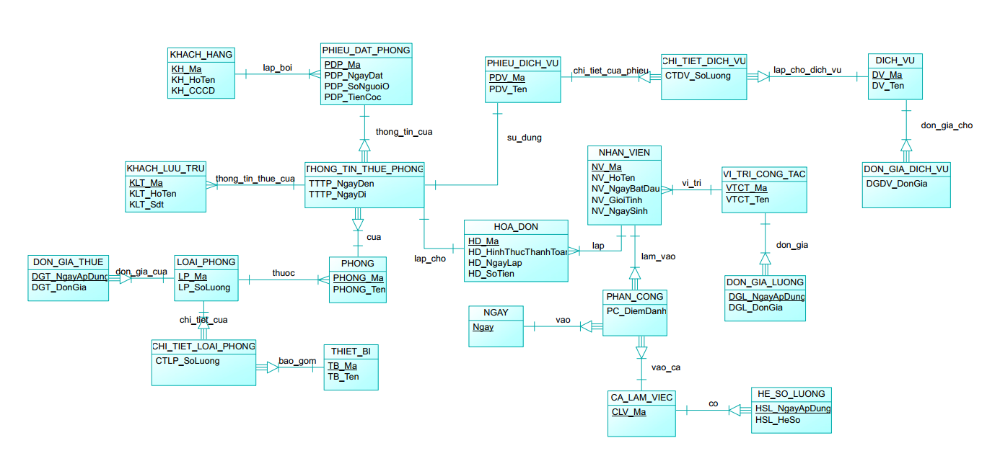 KHACH_HANG
KH_Ma
KH_HoTen
KH_CCCD
lap_boi
PHIEU_DAT_PHONG
PDP_Ma
PDP_NgayDat
PDP_SoNguoiO
PDP_TienCoc
thong_tin_cua
PHIEU_DICH_VU
PDV_Ma
PDV_Ten
chi_tiet_cua_phieu
CHI_TIET_DICH_VU
CTDV_SoLuong
lap_cho_dich_vu
DICH_VU
DV_Ma
DV_Ten
don_gia_cho
su_dung
KHACH_LUU_TRU
KLT_Ma
KLT_HoTen
KLT_Sdt
thong_tin_thue_cua
THONG_TIN_THUE_PHONG
TTTP_NgayDen
TTTP_NgayDi
NHAN_VIEN
NV_Ma
NV_HoTen
NV_NgayBatDau
NV_GioiTinh
NV_NgaySinh
vi_tri
VI_TRI_CONG_TAC
VTCT_Ma
VTCT_Ten
DON_GIA_DICH_VU
DGDV_DonGia
cua
lap_cho
HOA_DON
HD_Ma
HD_HinhThucThanhToan
HD_NgayLap
HD_SoTien
lap
lam_vao
don_gia
DON_GIA_THUE
DGT_NgayApDung
DGT_DonGia
don_gia_cua
LOAI_PHONG
LP_Ma
LP_SoLuong
thuoc
PHONG
PHONG_Ma
PHONG_Ten
DON_GIA_LUONG
DGL_NgayApDung
DGL_DonGia
chi_tiet_cua
NGAY
Ngay
vao
PHAN_CONG
PC_DiemDanh
CHI_TIET_LOAI_PHONG
CTLP_SoLuong
bao_gom
THIET_BI
TB_Ma
TB_Ten
vao_ca
CA_LAM_VIEC
CLV_Ma
co
HE_SO_LUONG
HSL_NgayApDung
HSL_HeSo